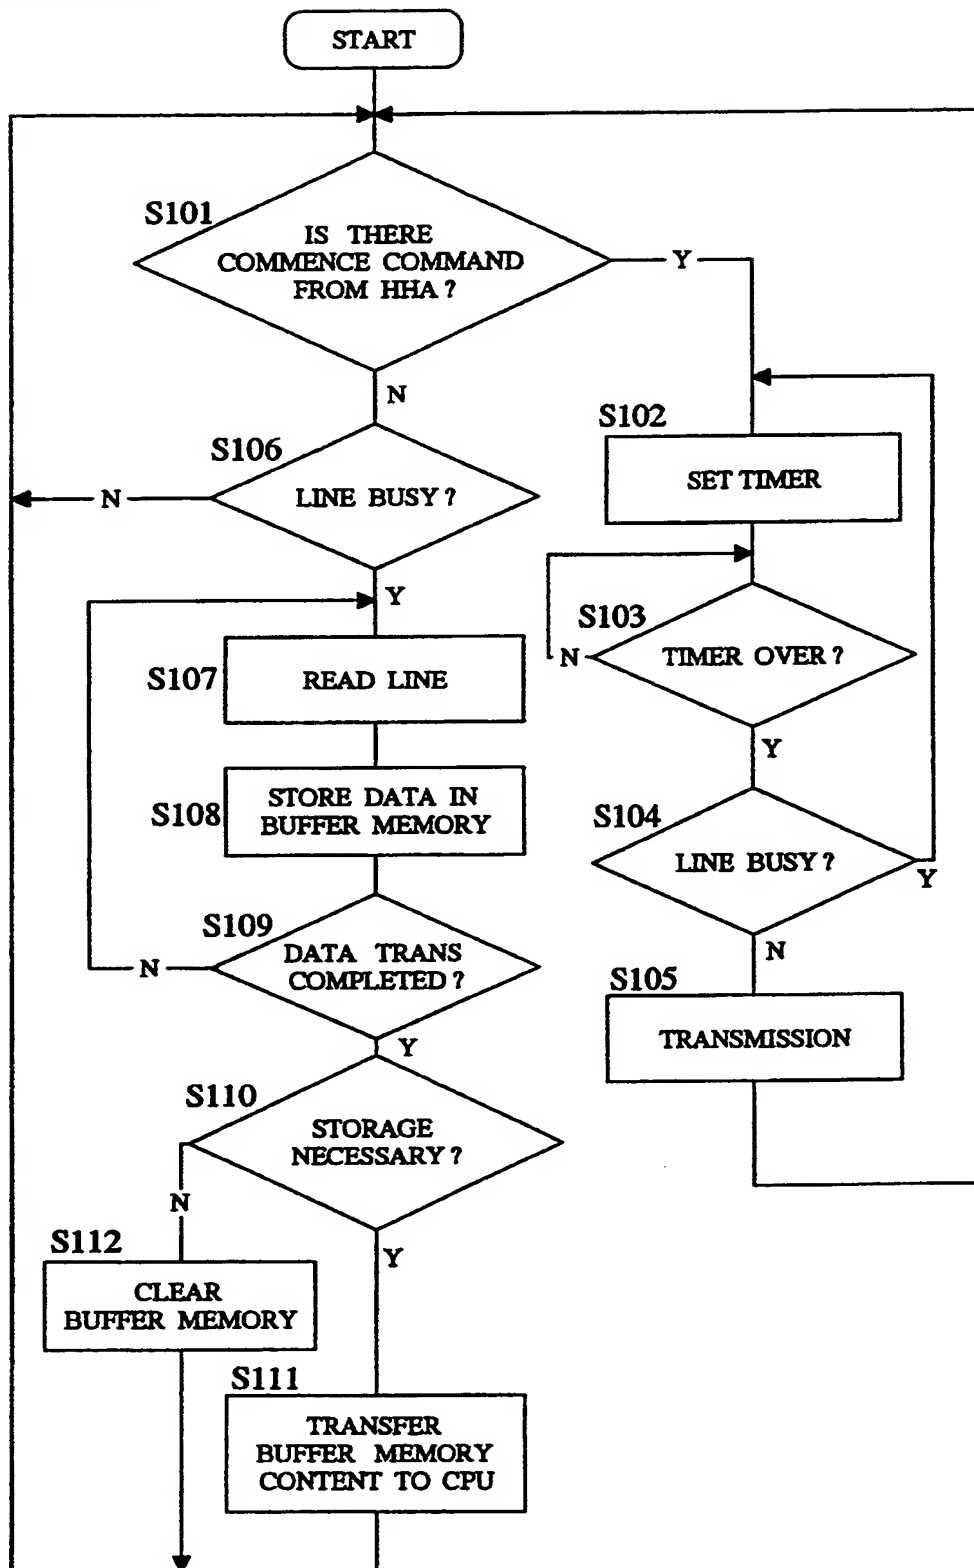 START
S101
IS THERE
COMMENCE COMMAND
FROM HHA ?
Y
N
S106
LINE BUSY ?
N
Y
S102
SET TIMER
S103
TIMER OVER ?
N
Y
S107
READ LINE
S108
STORE DATA IN
BUFFER MEMORY
S104
LINE BUSY ?
Y
N
S109
DATA TRANS
COMPLETED ?
N
Y
S105
TRANSMISSION
S110
STORAGE
NECESSARY ?
N
Y
S112
CLEAR
BUFFER MEMORY
S111
TRANSFER
BUFFER MEMORY
CONTENT TO CPU